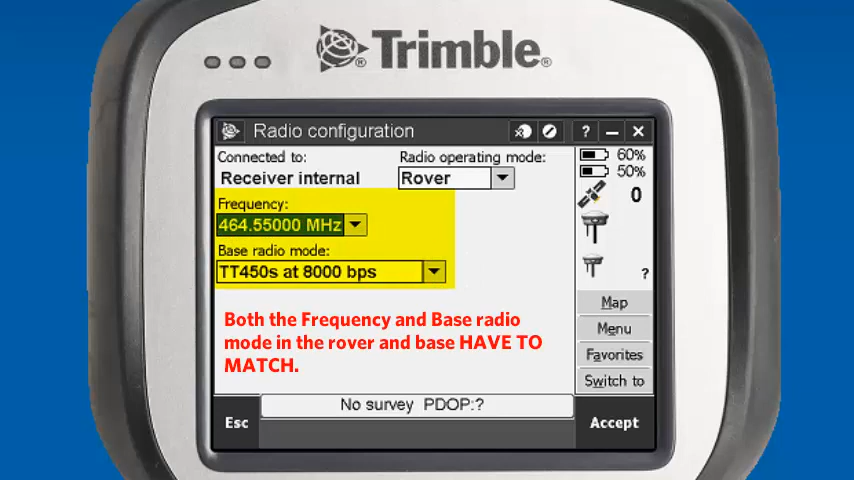 Trimble®
Radio configuration
? — ✕
Connected to:
Receiver internal
Radio operating mode:
Rover
Frequency:
464.55000 MHz
Base radio mode:
TT450s at 8000 bps
Both the Frequency and Base radio
mode in the rover and base HAVE TO
MATCH.
60%
50%
0
?
Map
Menu
Favorites
Switch to
No survey PDOP:?
Esc
Accept